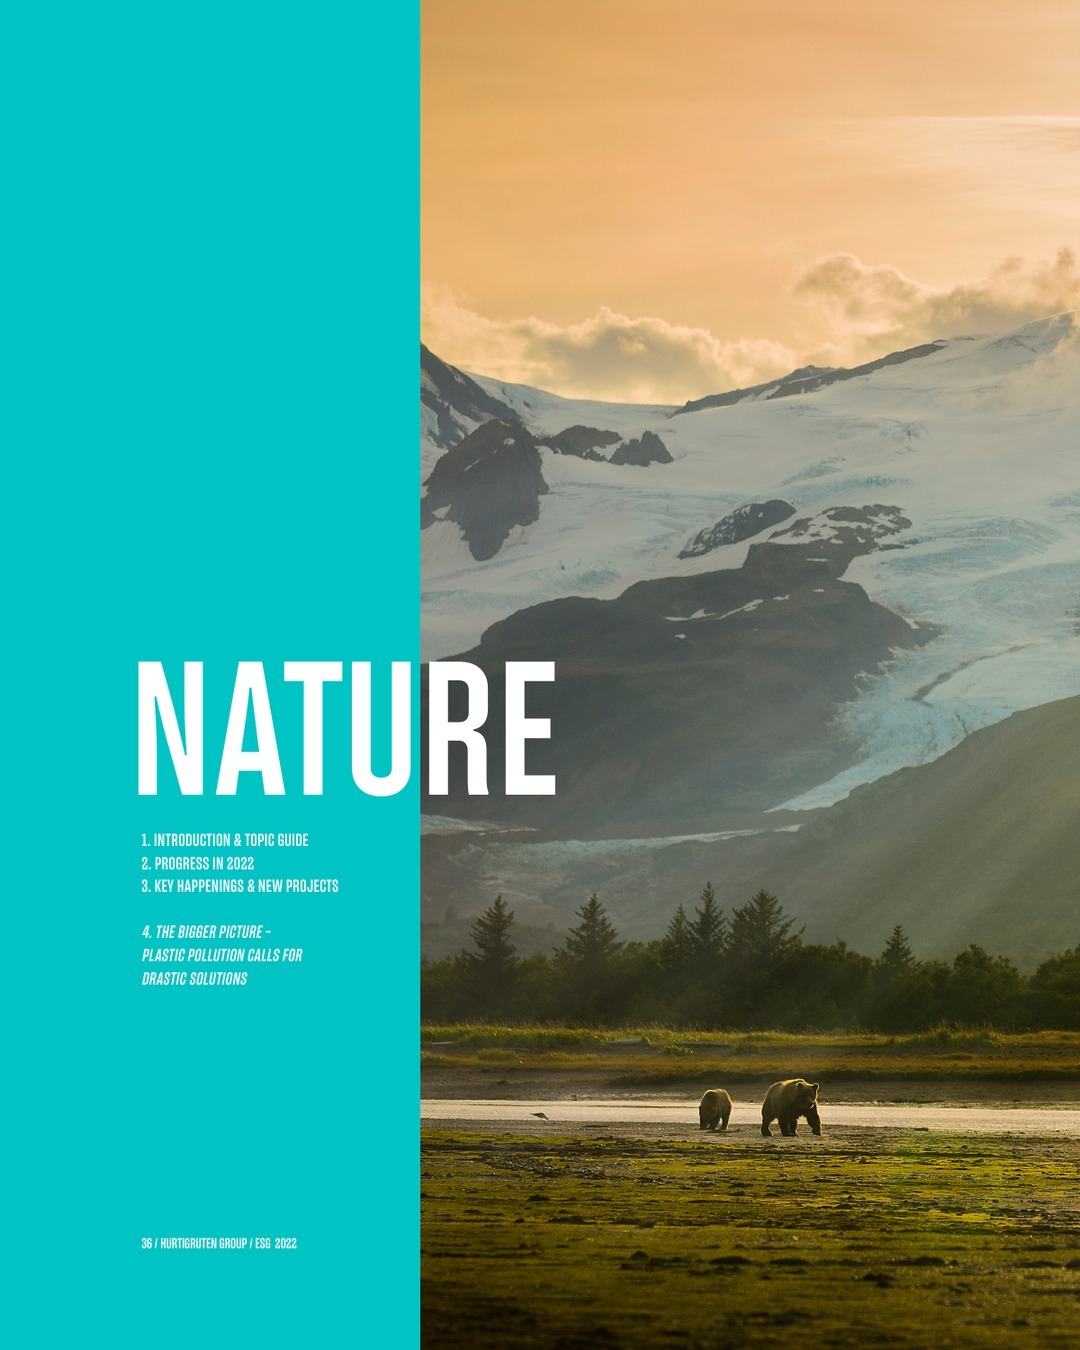 NATURE
1. INTRODUCTION & TOPIC GUIDE
2. PROGRESS IN 2022
3. KEY HAPPENINGS & NEW PROJECTS
4. THE BIGGER PICTURE –
PLASTIC POLLUTION CALLS FOR
DRASTIC SOLUTIONS
36 / HURTIGRUTEN GROUP / ESG 2022